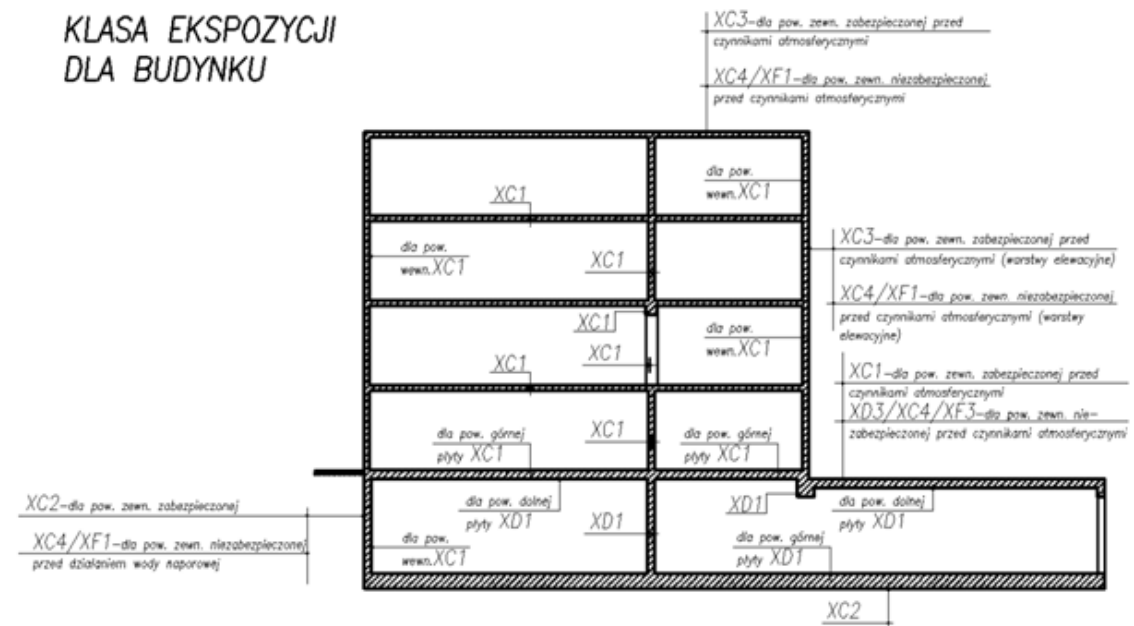 KLASA EKSPOZYCJI
DLA BUDYNKU
XC3-dla pow. zewn. zabezpieczonej przed
czynnikami atmosferycznymi
XC4/XF1-dla pow. zewn. niezabezpieczonej
przed czynnikami atmosferycznymi
XC1
dla pow.
wewn.XC1
dla pow.
wewn.XC1
XC1
XC3-dla pow. zewn. zabezpieczonej przed
czynnikami atmosferycznymi (warstwy elewacyjne)
XC4/XF1-dla pow. zewn. niezabezpieczonej
przed czynnikami atmosferycznymi (warstwy
elewacyjne)
XC1
XC1
dla pow.
wewn.XC1
XC1
XC1-dla pow. zewn. zabezpieczonej przed
czynnikami atmosferycznymi
XD3/XC4/XF3-dla pow. zewn. nie-
zabezpieczonej przed czynnikami atmosferycznymi
dla pow. górnej
płyty XC1
XC1
dla pow. górnej
płyty XC1
XC2-dla pow. zewn. zabezpieczonej
XC4/XF1-dla pow. zewn. niezabezpieczonej
przed działaniem wody naporowej
dla pow. dolnej
płyty XD1
XD1
XD1
dla pow. dolnej
płyty XD1
dla pow.
wewn.XC1
dla pow. górnej
płyty XD1
XC2